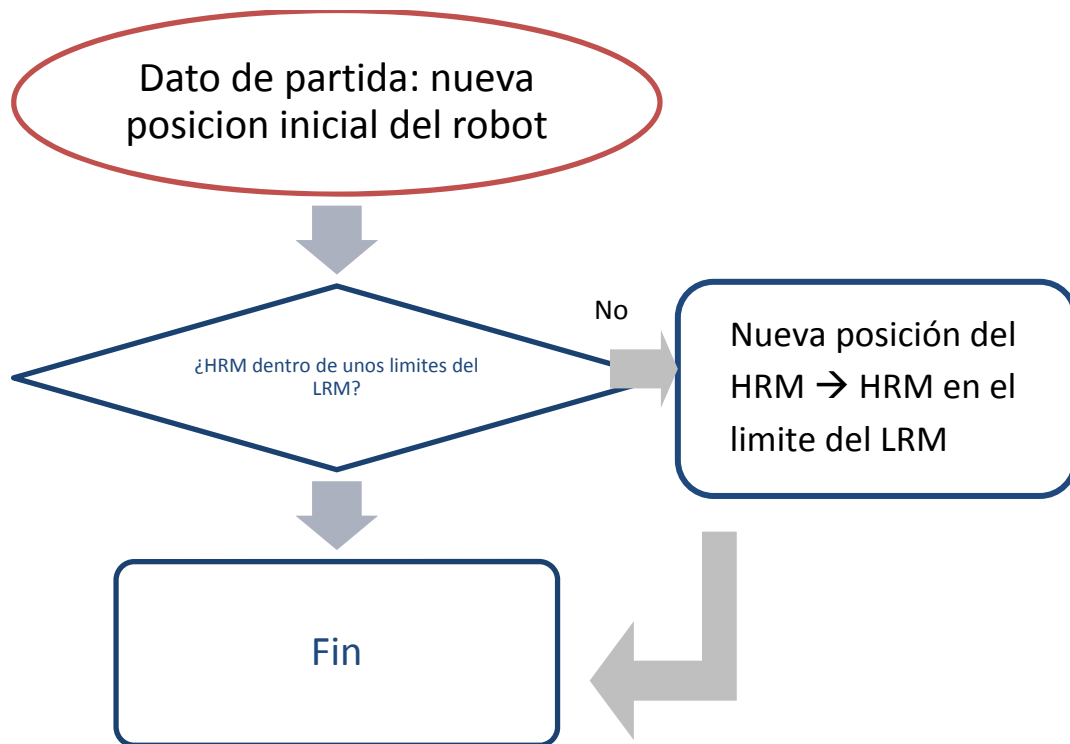 Dato de partida: nueva
posicion inicial del robot
No
¿HRM dentro de unos limites del
LRM?
Nueva posición del
HRM → HRM en el
limite del LRM
Fin